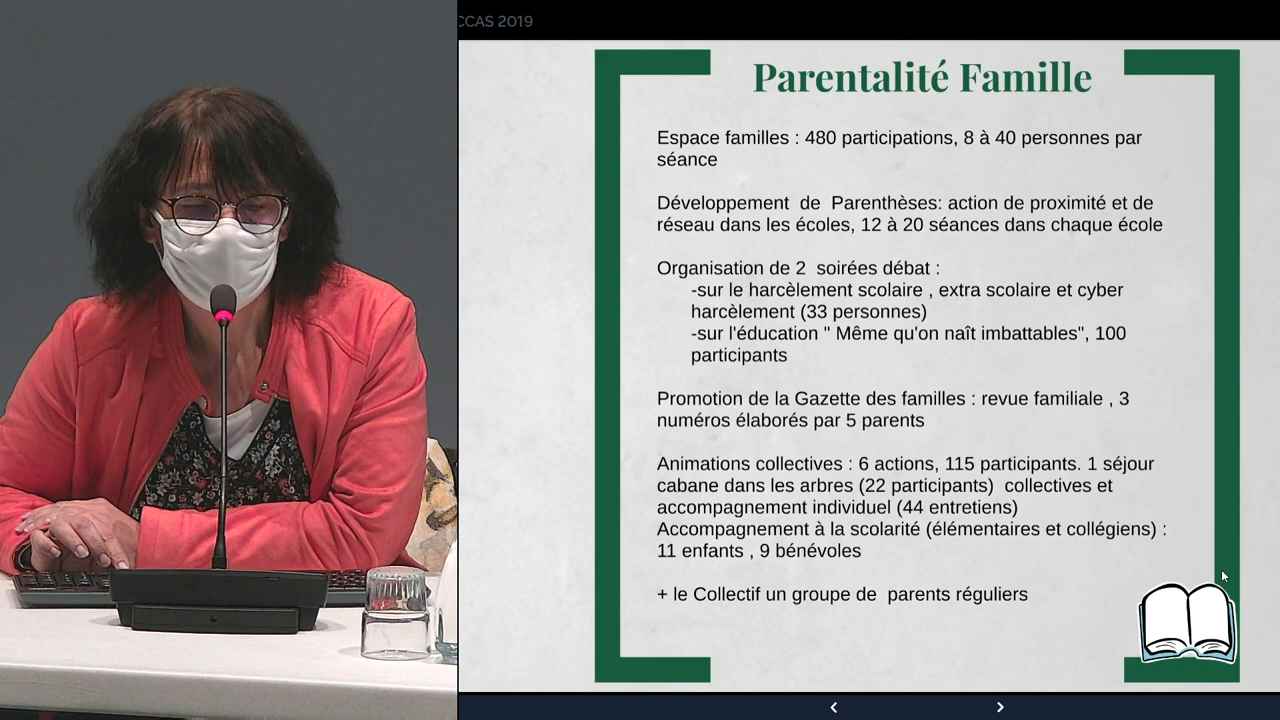 CCAS 2019
Parentalité Famille
Espace familles : 480 participations, 8 à 40 personnes par
séance
Développement  de  Parenthèses: action de proximité et de
réseau dans les écoles, 12 à 20 séances dans chaque école
Organisation de 2  soirées débat :
-sur le harcèlement scolaire , extra scolaire et cyber
harcèlement (33 personnes)
-sur l'éducation " Même qu'on naît imbattables", 100
participants
Promotion de la Gazette des familles : revue familiale , 3
numéros élaborés par 5 parents
Animations collectives : 6 actions, 115 participants. 1 séjour
cabane dans les arbres (22 participants)  collectives et
accompagnement individuel (44 entretiens)
Accompagnement à la scolarité (élémentaires et collégiens) :
11 enfants , 9 bénévoles
+ le Collectif un groupe de  parents réguliers